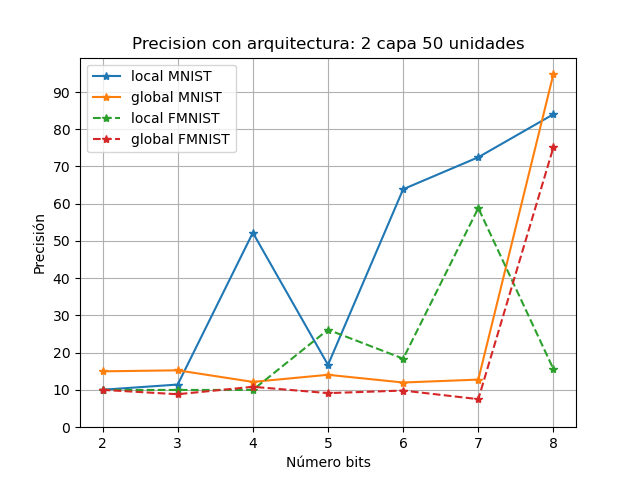 Precision con arquitectura: 2 capa 50 unidades
local MNIST
global MNIST
local FMNIST
global FMNIST
Precisión
90
80
70
60
50
40
30
20
10
0
2 3 4 5 6 7 8
Número bits